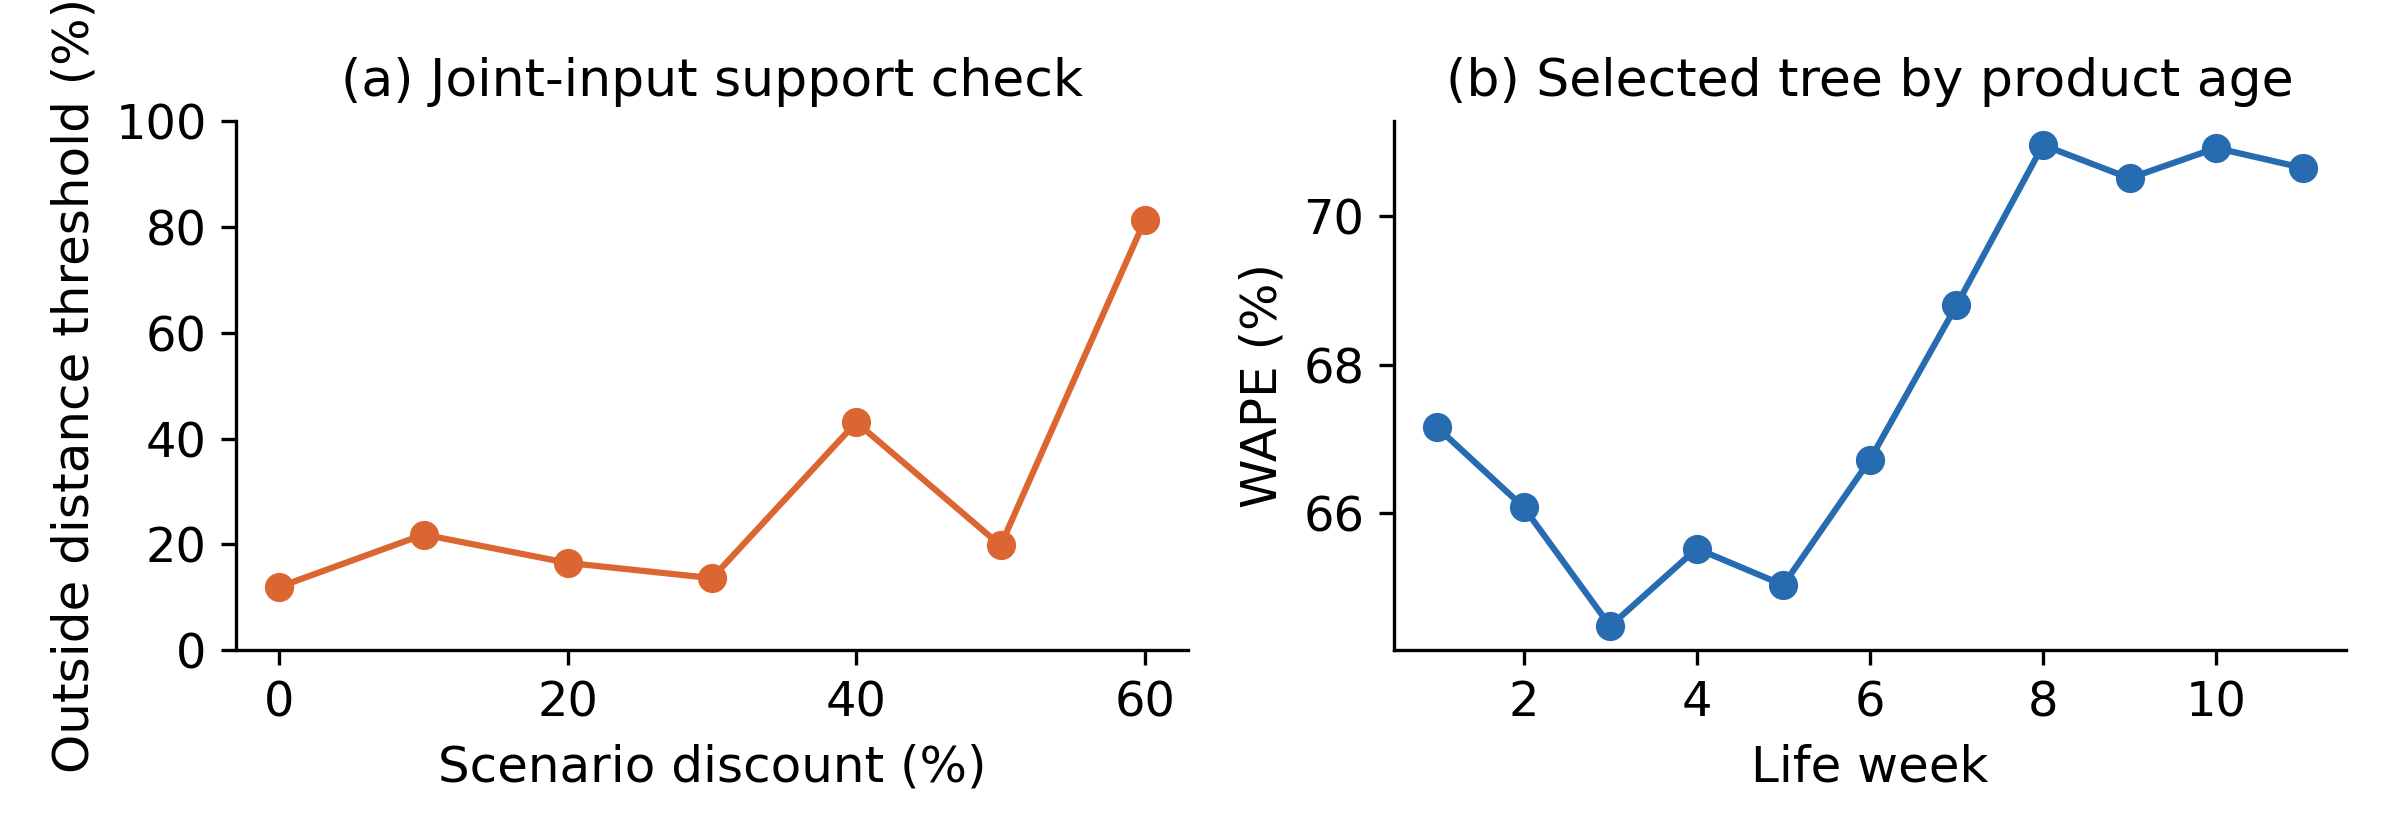 (a) Joint-input support check
Outside distance threshold (%)
100
80
60
40
20
0
0 20 40 60
Scenario discount (%)
(b) Selected tree by product age
WAPE (%)
70
68
66
2 4 6 8 10
Life week